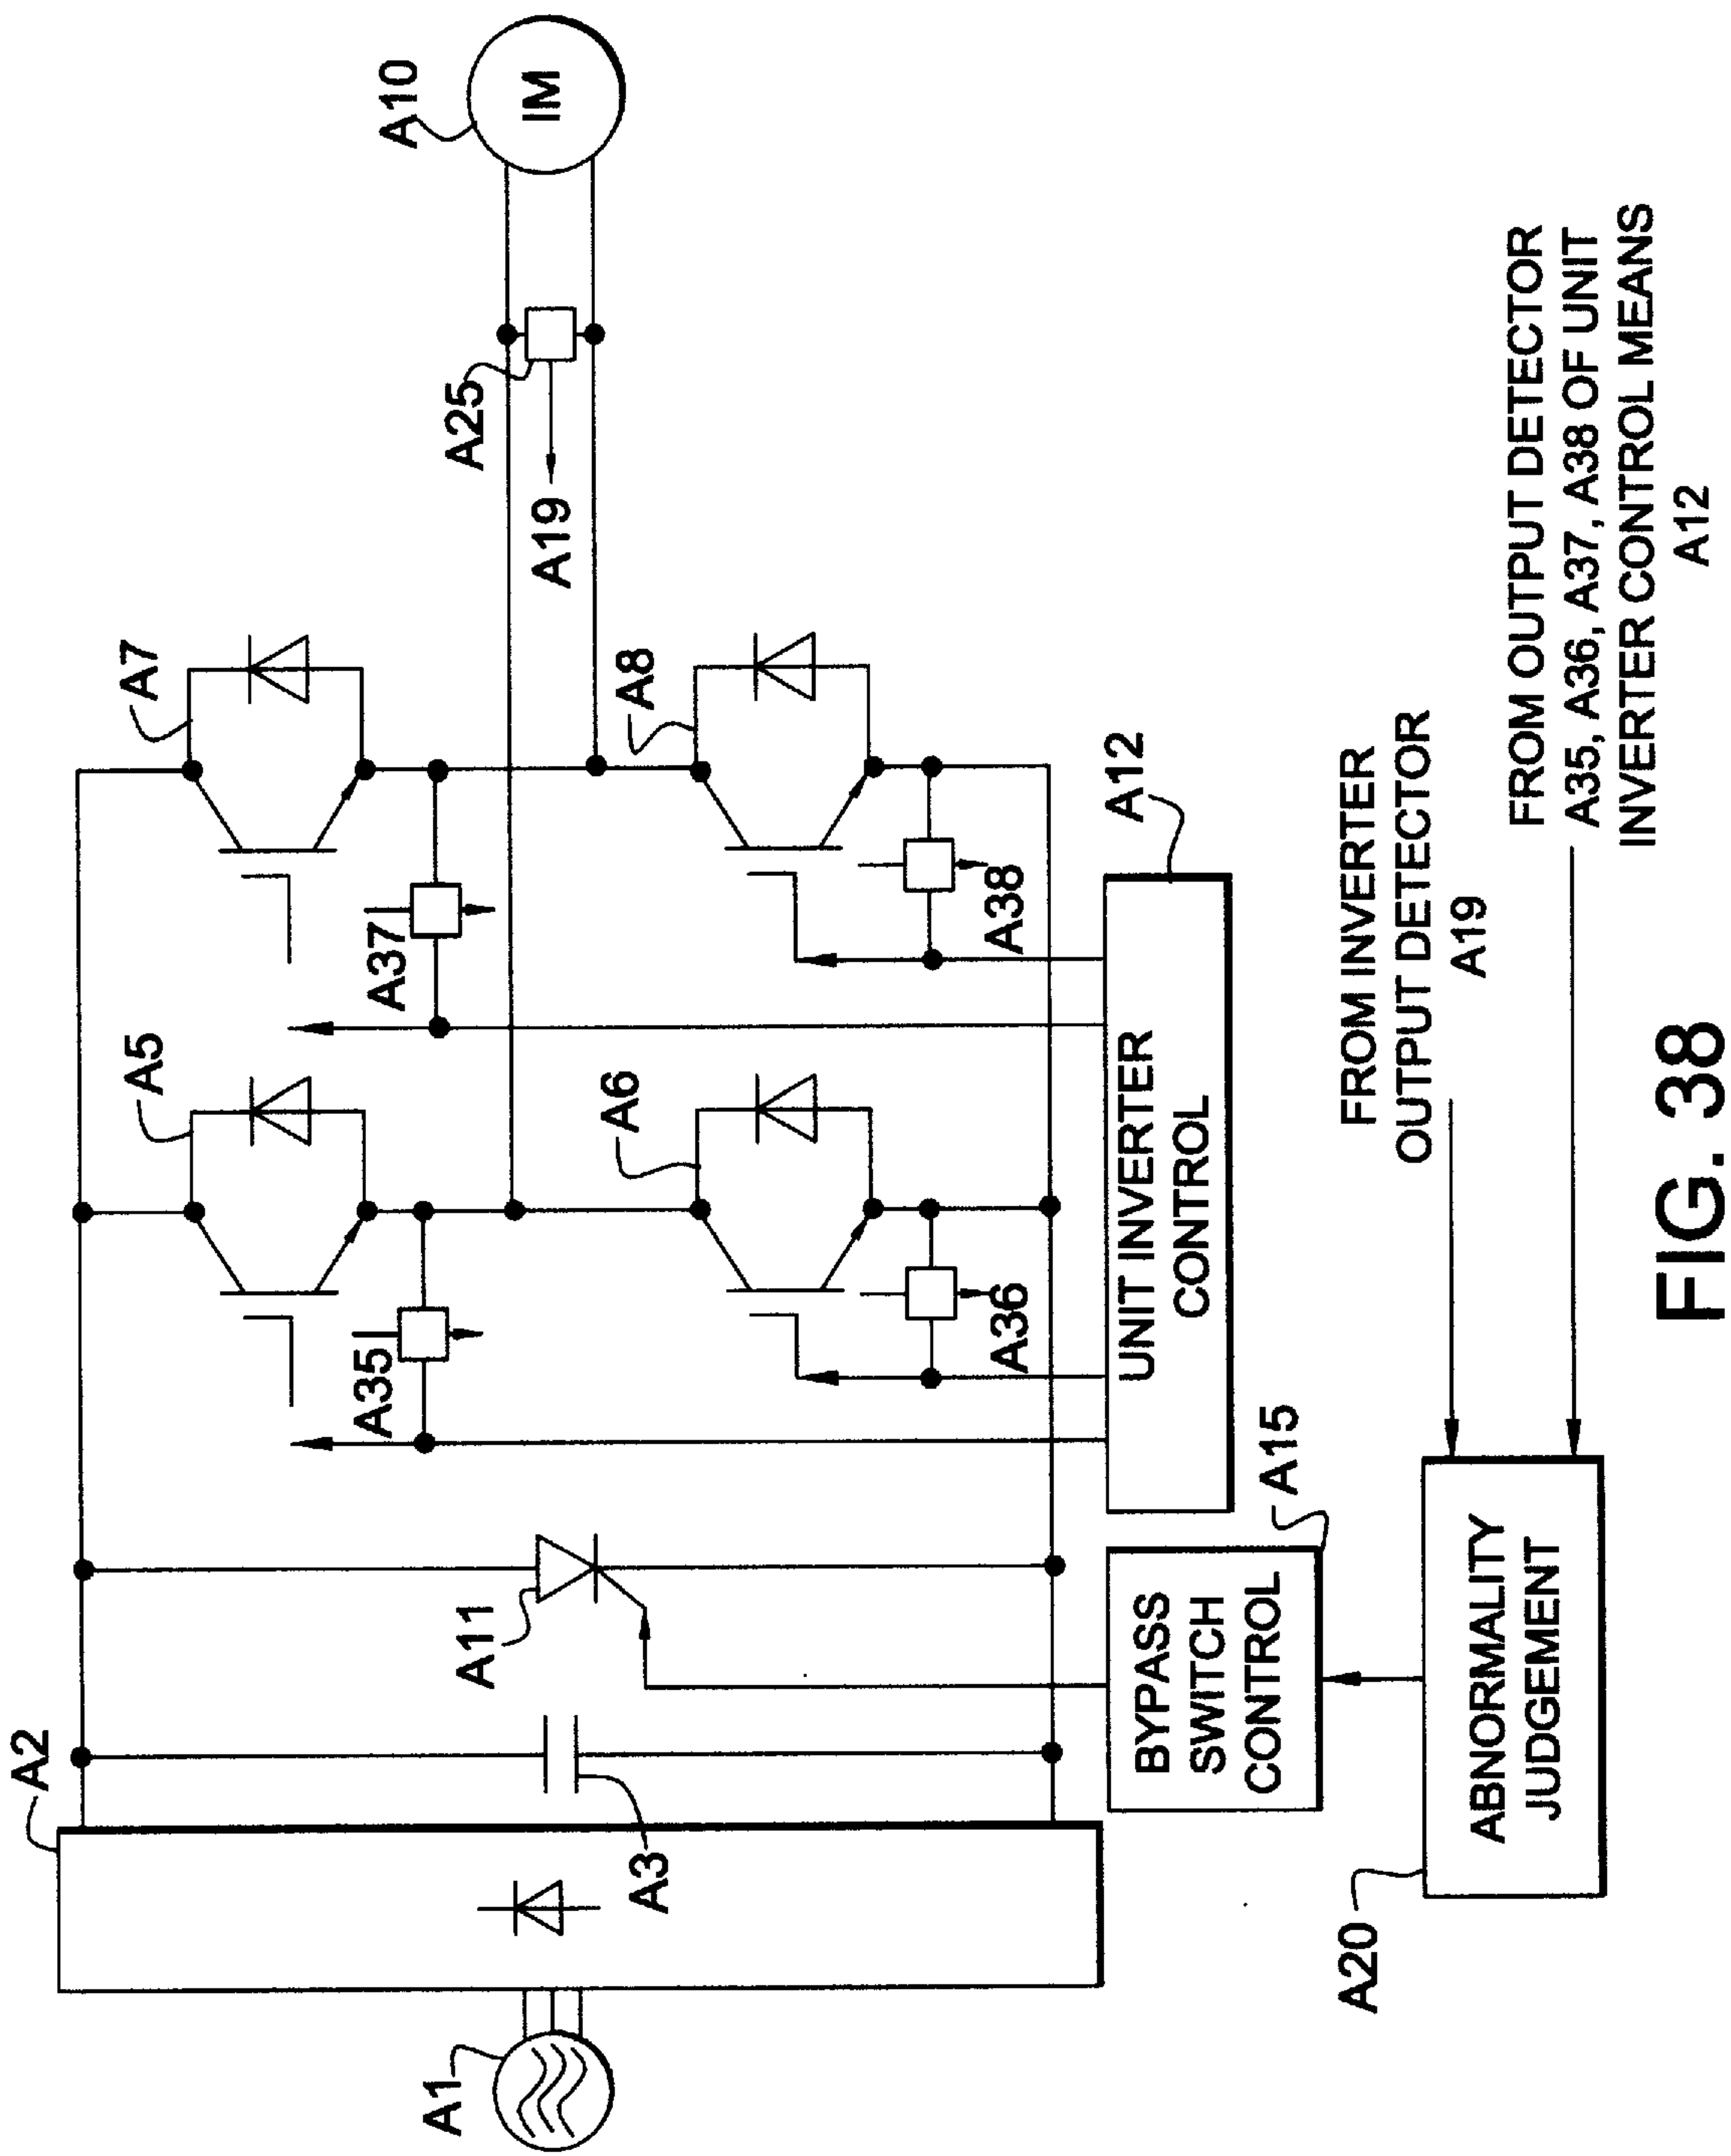 A1
A2
A3
A11
A5
A35
A6
A36
A7
A37
A8
A38
A25
A19
A10
IM
UNIT INVERTER
CONTROL
A12
BYPASS
SWITCH
CONTROL
A15
ABNORMALITY
JUDGEMENT
A20
FROM INVERTER
OUTPUT DETECTOR
A19
FROM OUTPUT DETECTOR
A35, A36, A37, A38 OF UNIT
INVERTER CONTROL MEANS
A12
FIG. 38